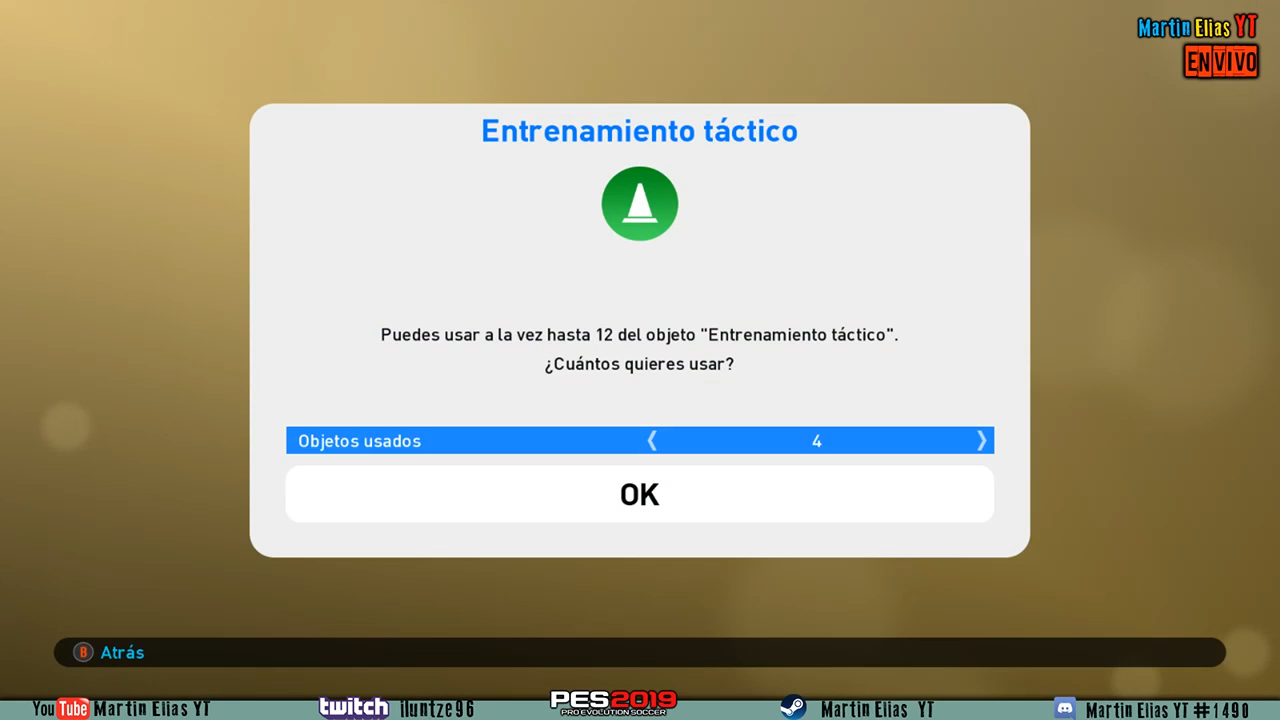 Martin Elias YT
EN VIVO
Entrenamiento táctico
Puedes usar a la vez hasta 12 del objeto "Entrenamiento táctico".
¿Cuántos quieres usar?
Objetos usados 4
OK
B Atrás
YouTube Martin Elias YT twitch iluntze96 PES2019 Martin Elias YT Martin Elias YT #1490
PRO EVOLUTION SOCCER